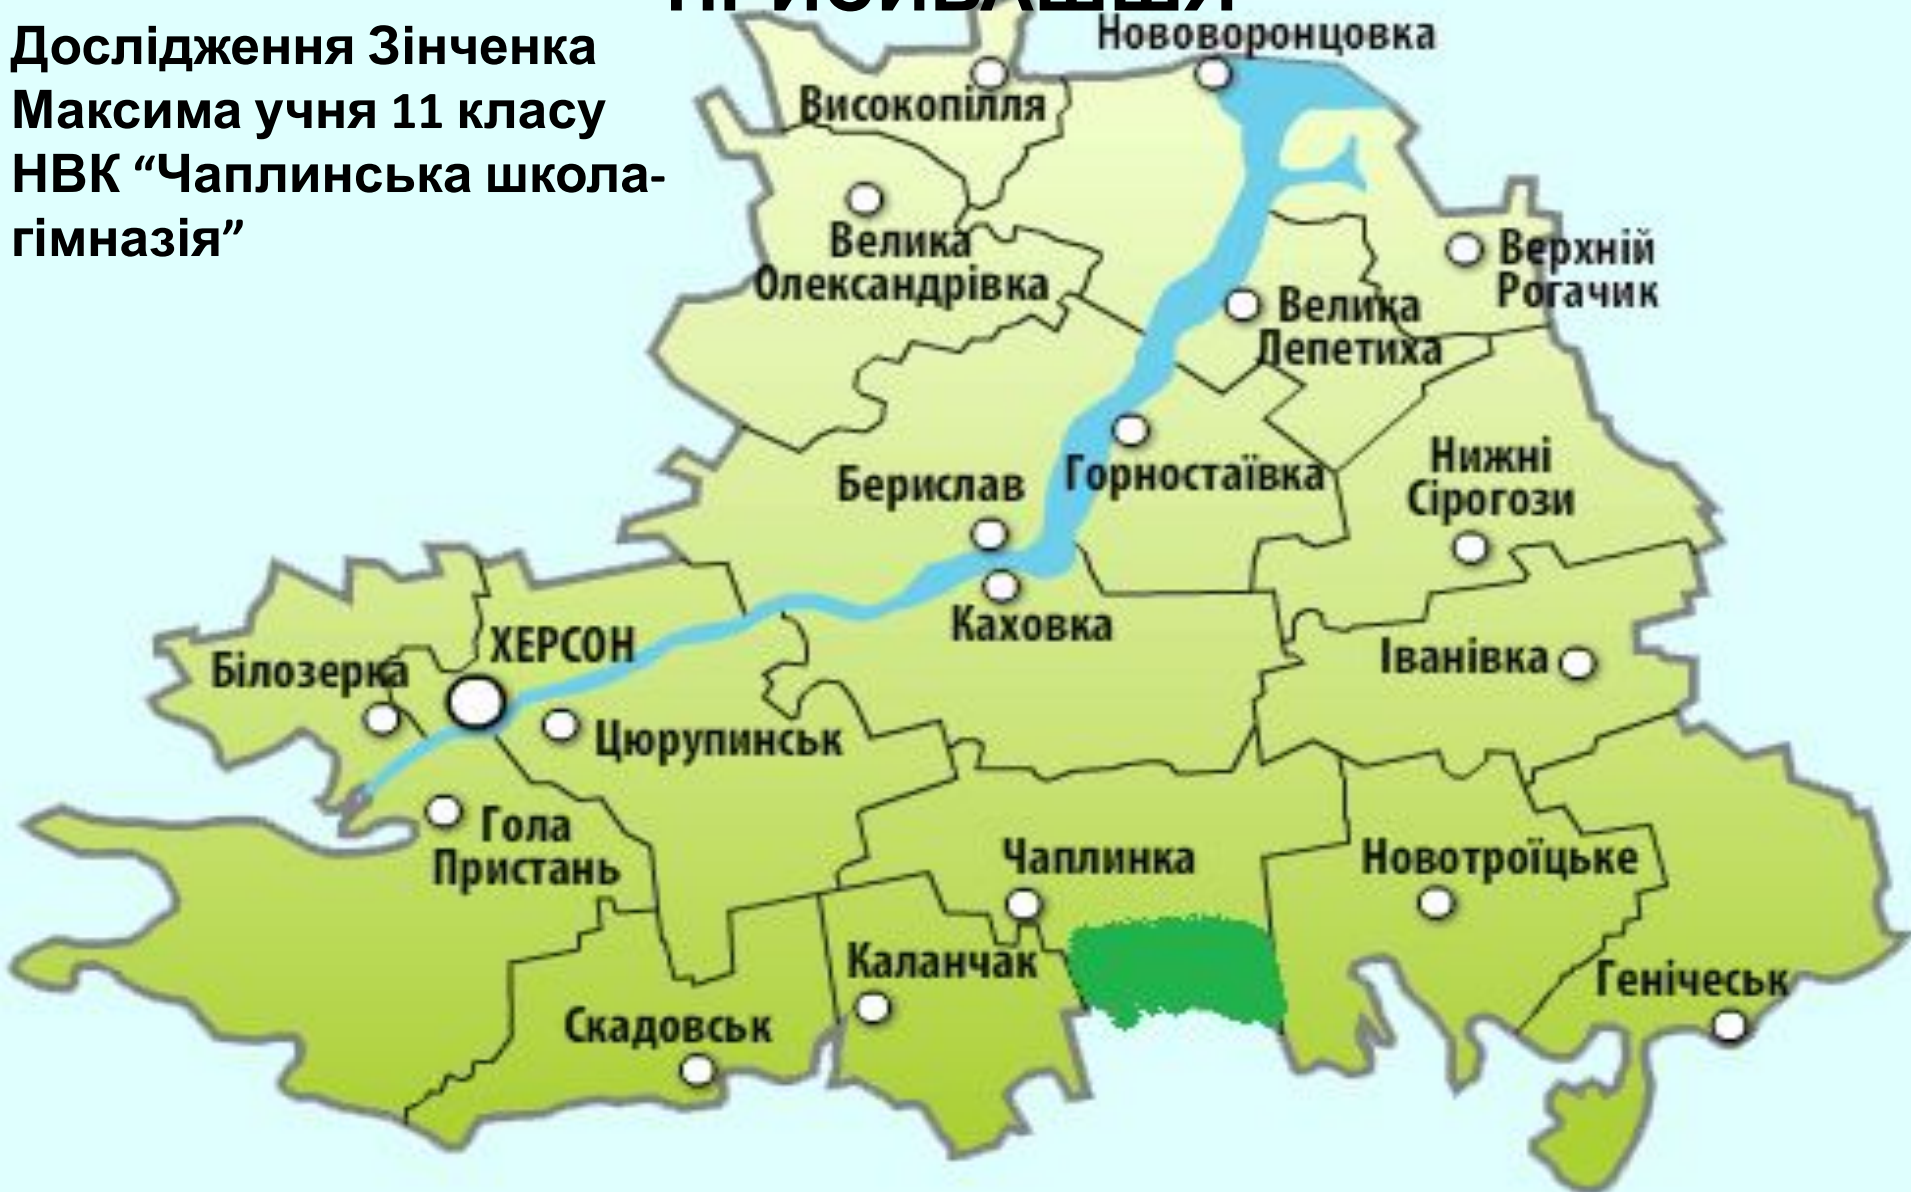 ПРИСИВАШШЯ
Дослідження Зінченка
Максима учня 11 класу
НВК “Чаплинська школа-
гімназія”
Нововоронцовка
Високопілля
Велика
Олександрівка
Верхній
Рогачик
Велика
Лепетиха
Берислав
Горностаївка
Нижні
Сірогози
Каховка
ХЕРСОН
Білозерка
Іванівка
Цюрупинськ
Гола
Пристань
Чаплинка
Новотроїцьке
Каланчак
Генічеськ
Скадовськ